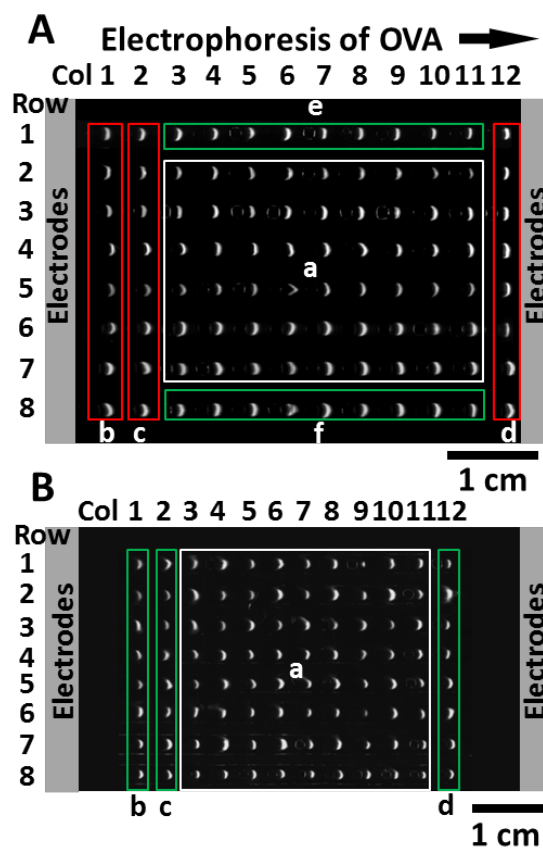 A Electrophoresis of OVA
Col 1 2 3 4 5 6 7 8 9 10 11 12
Row
e
1
2
3
4
a
5
6
7
8
Electrodes
Electrodes
b c f d
1 cm
B
Col 1 2 3 4 5 6 7 8 9 10 11 12
Row
1
2
3
4
a
5
6
7
8
Electrodes
Electrodes
b c d
1 cm